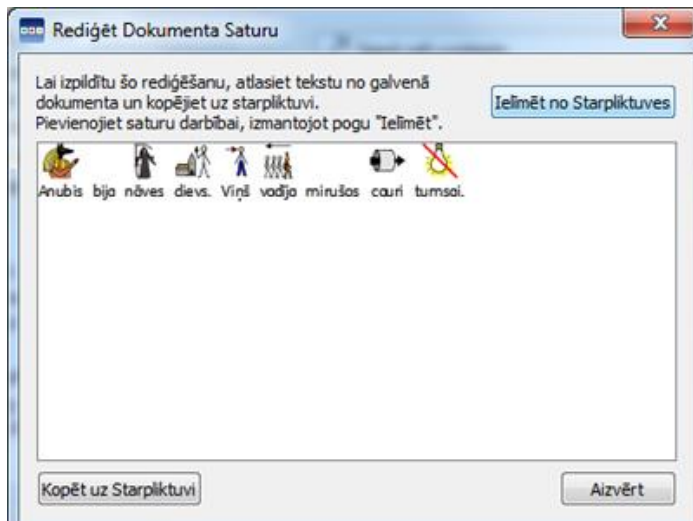 Rediģēt Dokumenta Saturu
Lai izpildītu šo rediģēšanu, atlasiet tekstu no galvenā
dokumenta un kopējiet uz starpliktuvi.
Pievienojiet saturu darbībai, izmantojot pogu "Ielīmēt".
Ielīmēt no Starpliktuves
Anubis bija nāves dievs. Viņš vadīja mirušos cauri tumsai.
Kopēt uz Starpliktuvi
Aizvērt